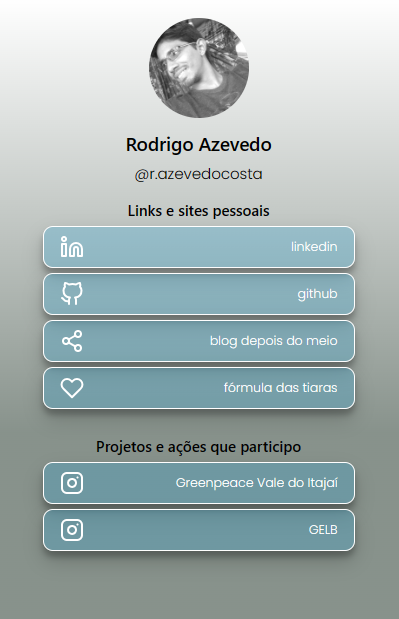 Rodrigo Azevedo
@r.azevedocosta
Links e sites pessoais
linkedin
github
blog depois do meio
fórmula das tiaras
Projetos e ações que participo
Greenpeace Vale do Itajaí
GELB